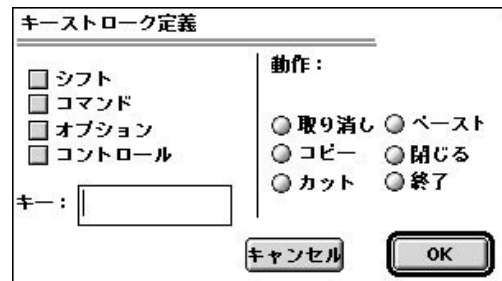 キーストローク定義
シフト
コマンド
オプション
コントロール
キー：
動作：
取り消し ペースト
コピー 閉じる
カット 終了
キャンセル OK